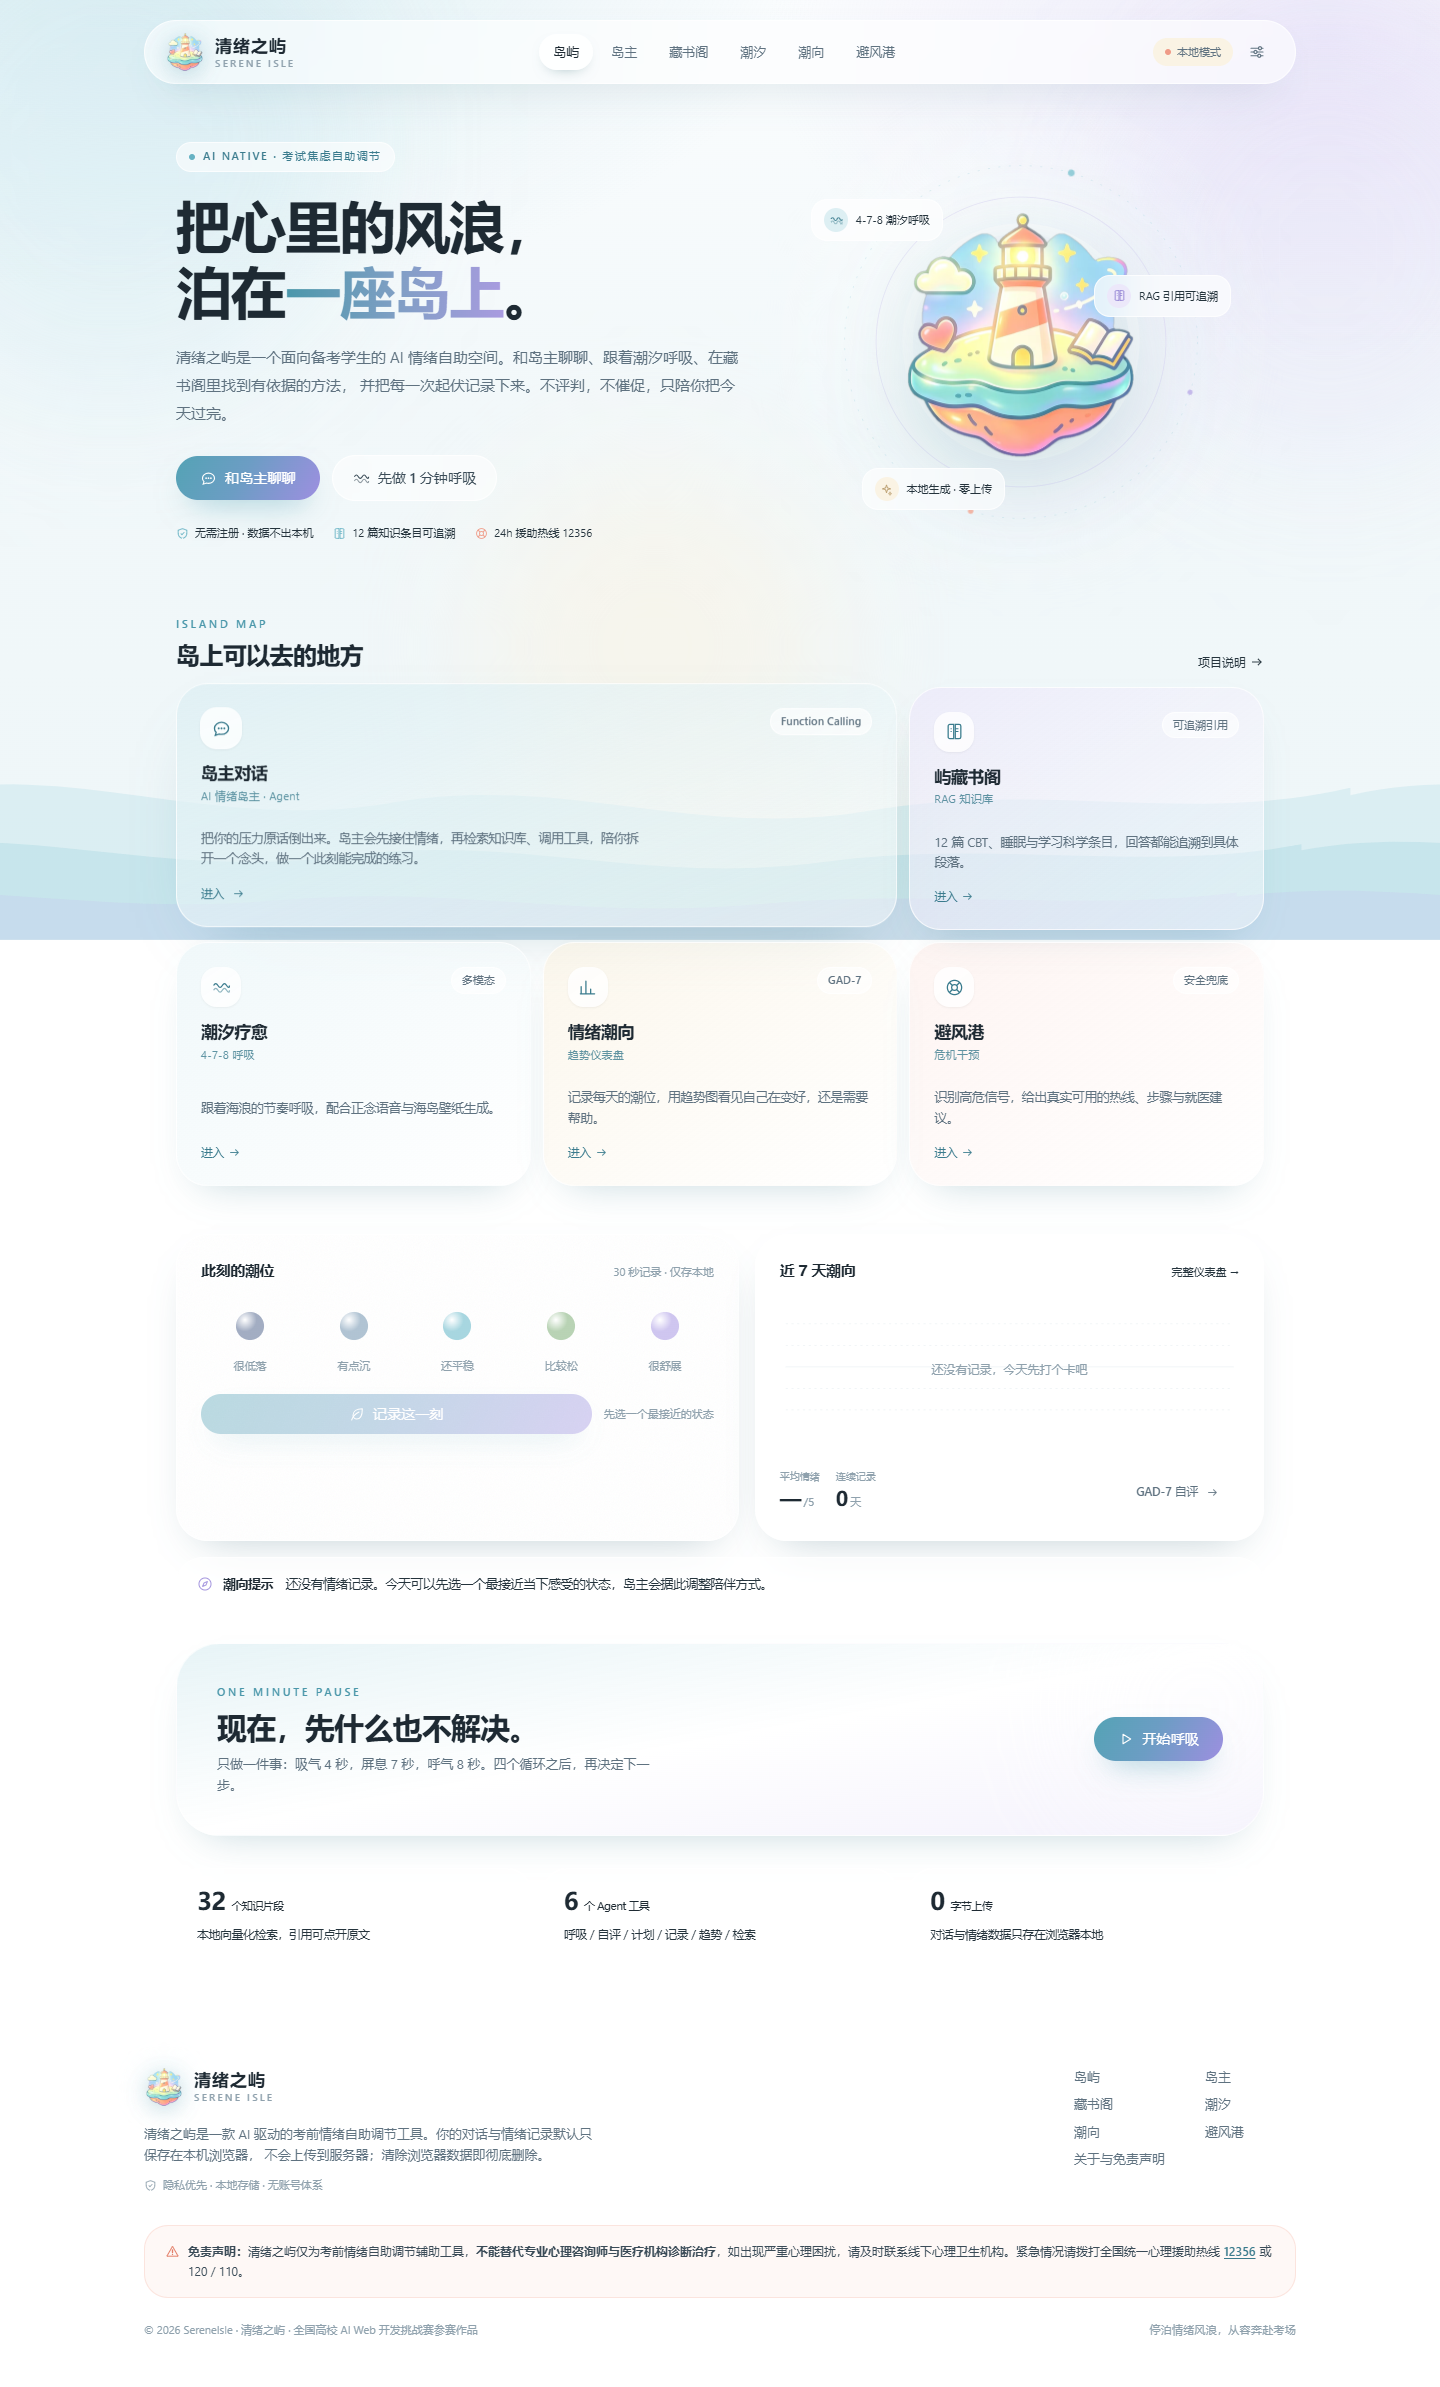 清绪之屿
SERENE ISLE
岛屿
岛主
藏书阁
潮汐
潮向
避风港
本地模式
AI NATIVE · 考试焦虑自助调节
把心里的风浪，
泊在一座岛上。
清绪之屿是一个面向备考学生的 AI 情绪自助空间。和岛主聊聊、跟着潮汐呼吸、在藏
书阁里找到有依据的方法， 并把每一次起伏记录下来。不评判，不催促，只陪你把今
天过完。
和岛主聊聊
先做 1 分钟呼吸
无需注册 · 数据不出本机
12 篇知识条目可追溯
24h 援助热线 12356
4-7-8 潮汐呼吸
RAG 引用可追溯
本地生成 · 零上传
ISLAND MAP
岛上可以去的地方
项目说明 →
Function Calling
岛主对话
AI 情绪岛主 · Agent
把你的压力原话倒出来。岛主会先接住情绪，再检索知识库、调用工具，陪你拆
开一个念头，做一个此刻能完成的练习。
进入 →
可追溯引用
屿藏书阁
RAG 知识库
12 篇 CBT、睡眠与学习科学条目，回答都能追溯到具体
段落。
进入 →
多模态
潮汐疗愈
4-7-8 呼吸
跟着海浪的节奏呼吸，配合正念语音与海岛壁纸生成。
进入 →
GAD-7
情绪潮向
趋势仪表盘
记录每天的潮位，用趋势图看见自己在变好，还是需要
帮助。
进入 →
安全兜底
避风港
危机干预
识别高危信号，给出真实可用的热线、步骤与就医建
议。
进入 →
此刻的潮位
30 秒记录 · 仅存本地
很低落
有点沉
还平稳
比较松
很舒展
记录这一刻
先选一个最接近的状态
近 7 天潮向
完整仪表盘 →
还没有记录，今天先打个卡吧
平均情绪
连续记录
—/5
0天
GAD-7 自评 →
潮向提示 还没有情绪记录。今天可以先选一个最接近当下感受的状态，岛主会据此调整陪伴方式。
ONE MINUTE PAUSE
现在，先什么也不解决。
只做一件事：吸气 4 秒，屏息 7 秒，呼气 8 秒。四个循环之后，再决定下一
步。
开始呼吸
32 个知识片段
本地向量化检索，引用可点开原文
6 个 Agent 工具
呼吸 / 自评 / 计划 / 记录 / 趋势 / 检索
0 字节上传
对话与情绪数据只存在浏览器本地
清绪之屿
SERENE ISLE
清绪之屿是一款 AI 驱动的考前情绪自助调节工具。你的对话与情绪记录默认只
保存在本机浏览器， 不会上传到服务器；清除浏览器数据即彻底删除。
隐私优先 · 本地存储 · 无账号体系
岛屿
岛主
藏书阁
潮汐
潮向
避风港
关于与免责声明
免责声明：清绪之屿仅为考前情绪自助调节辅助工具，不能替代专业心理咨询师与医疗机构诊断治疗，如出现严重心理困扰，请及时联系线下心理卫生机构。紧急情况请拨打全国统一心理援助热线 12356 或
120 / 110。
© 2026 SereneIsle · 清绪之屿 · 全国高校 AI Web 开发挑战赛参赛作品
停泊情绪风浪，从容奔赴考场